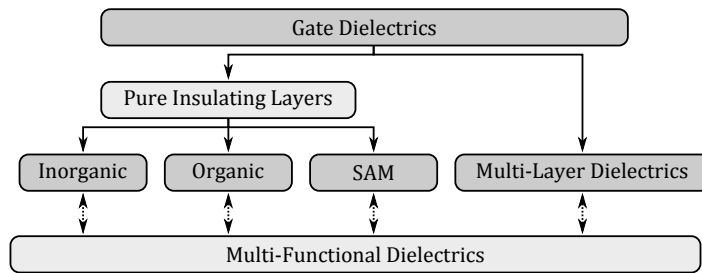 Gate Dielectrics
Pure Insulating Layers
Inorganic
Organic
SAM
Multi-Layer Dielectrics
Multi-Functional Dielectrics